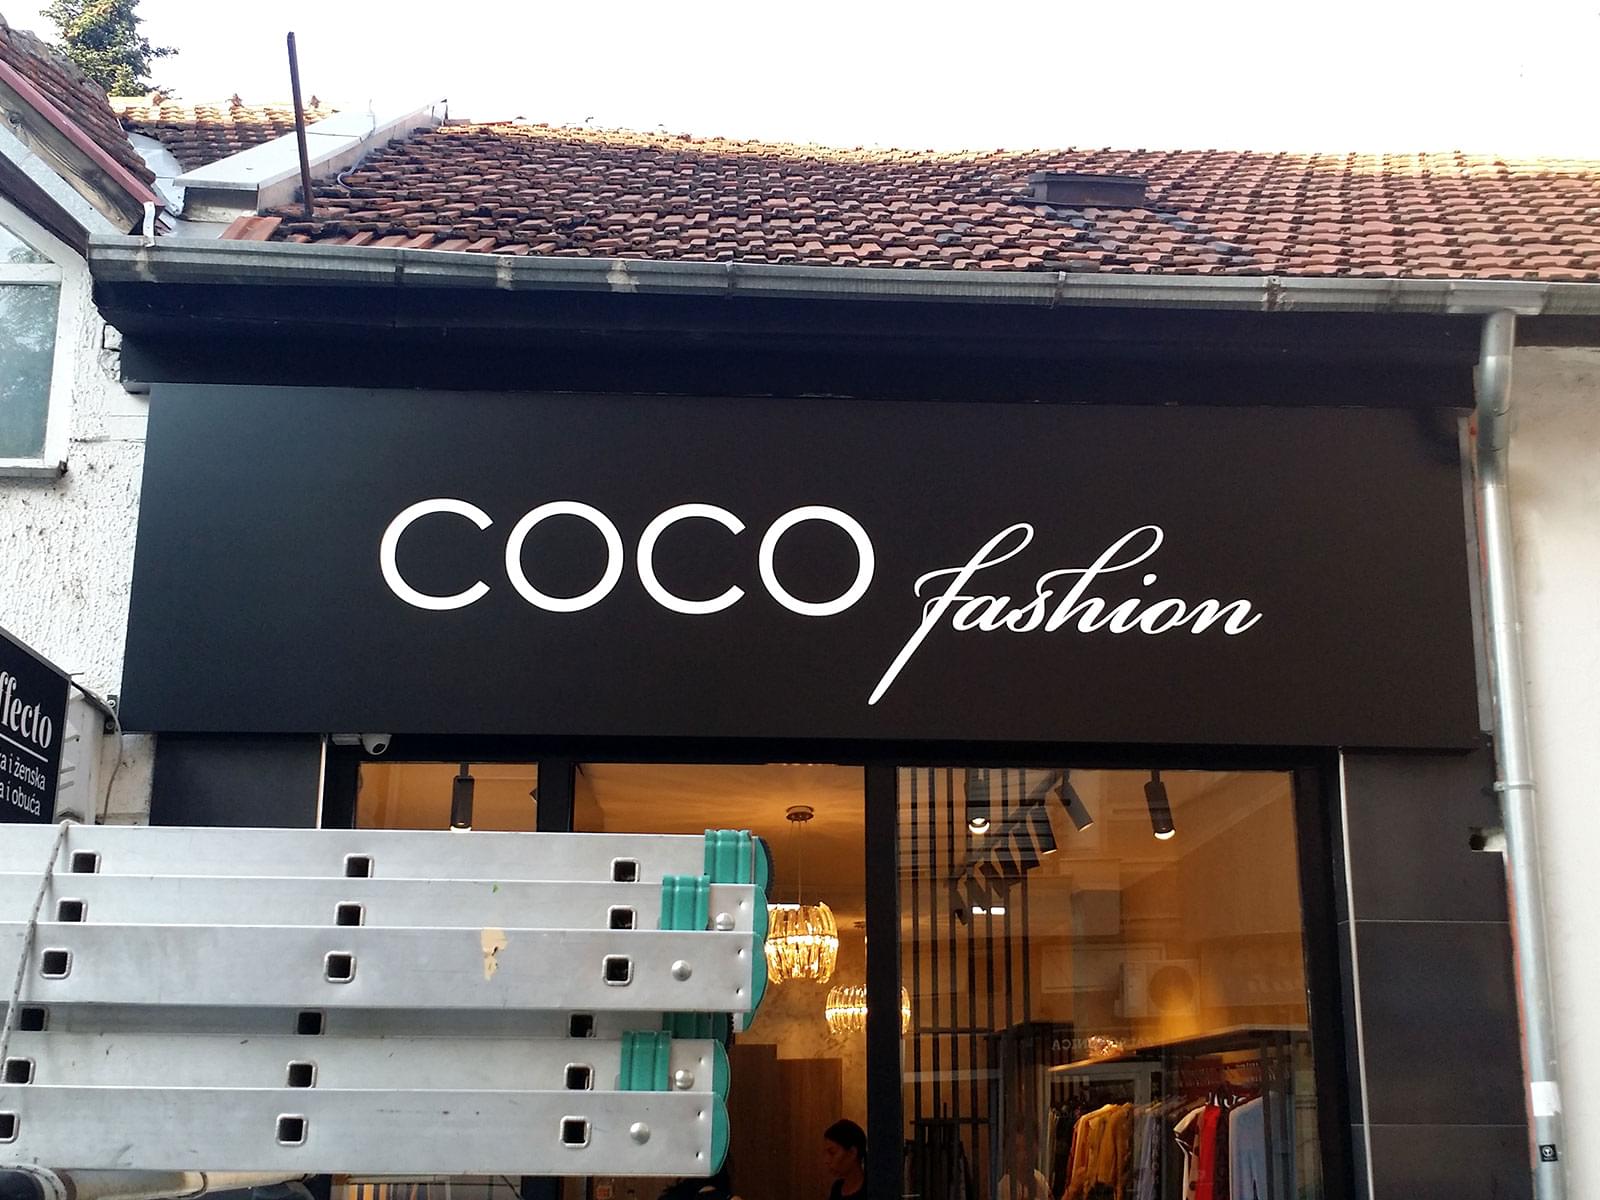 COCO fashion
ffecto
i ženska
i obuća